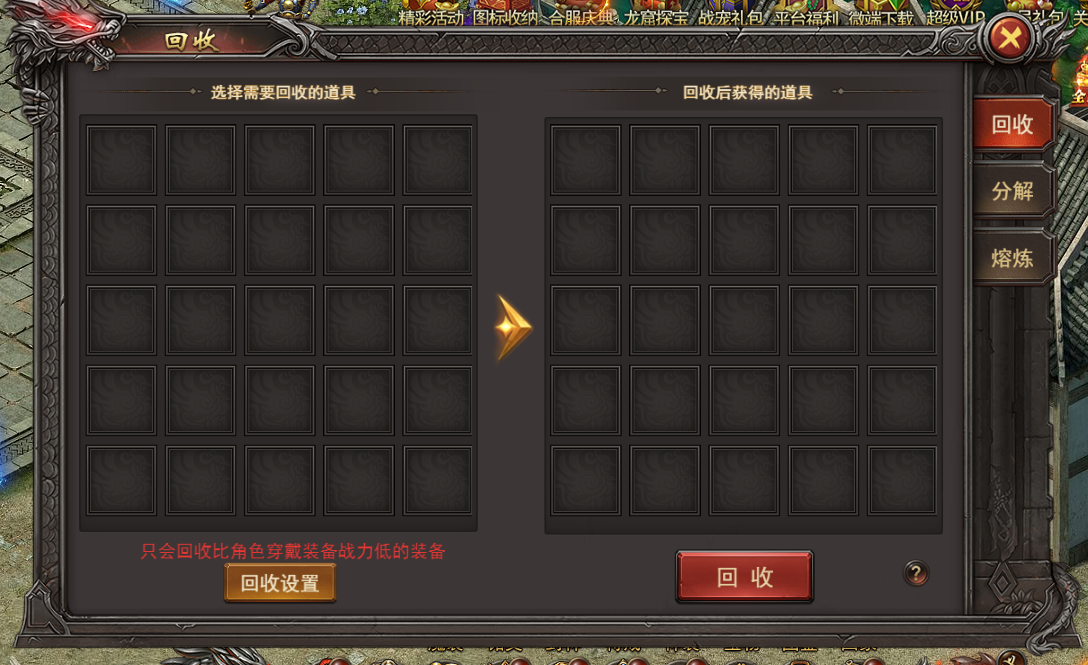 精彩活动 图标收纳 合服庆典 龙窟探宝 战宠礼包 平台福利 微端下载 超级VIP
回收
选择需要回收的道具
回收后获得的道具
回收
分解
熔炼
只会回收比角色穿戴装备战力低的装备
回收设置
回 收
?